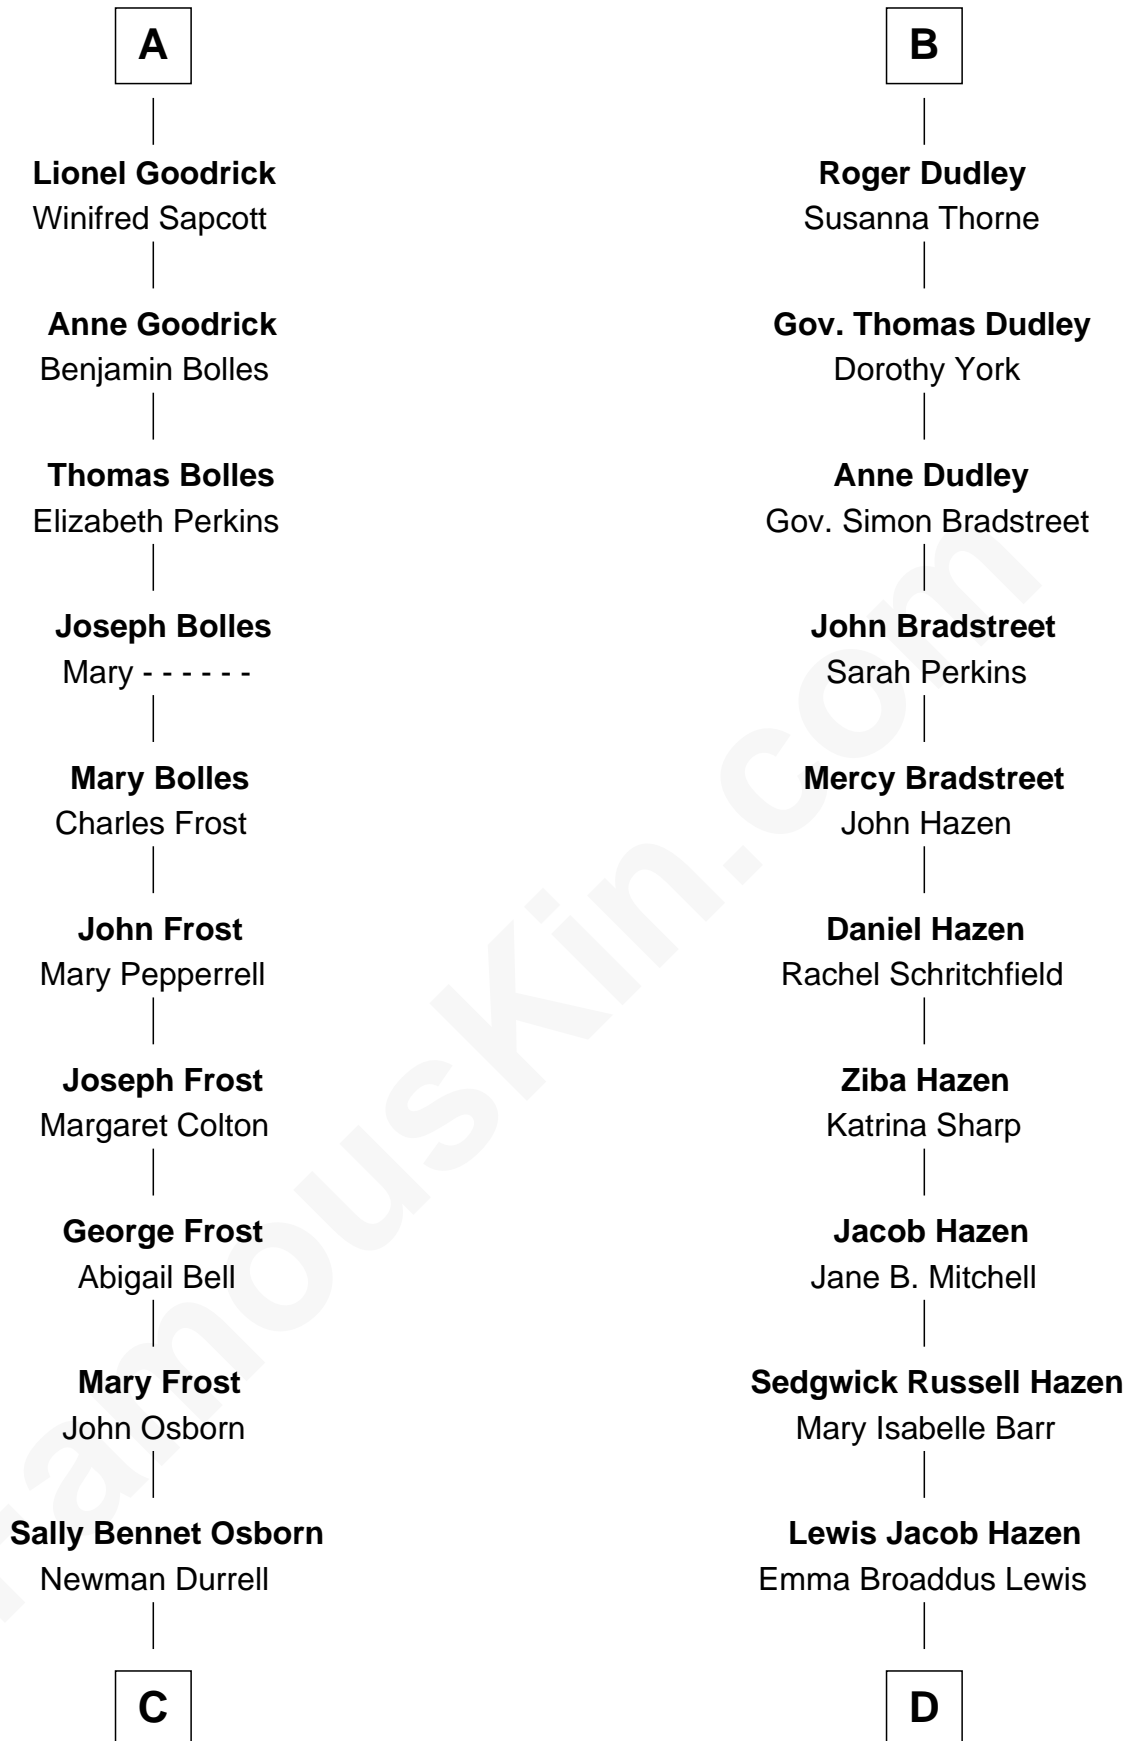 A
Lionel Goodrick
Winifred Sapcott
Anne Goodrick
Benjamin Bolles
Thomas Bolles
Elizabeth Perkins
Joseph Bolles
Mary - - - - - -
Mary Bolles
Charles Frost
John Frost
Mary Pepperrell
Joseph Frost
Margaret Colton
George Frost
Abigail Bell
Mary Frost
John Osborn
Sally Bennet Osborn
Newman Durrell
C
B
Roger Dudley
Susanna Thorne
Gov. Thomas Dudley
Dorothy York
Anne Dudley
Gov. Simon Bradstreet
John Bradstreet
Sarah Perkins
Mercy Bradstreet
John Hazen
Daniel Hazen
Rachel Schritchfield
Ziba Hazen
Katrina Sharp
Jacob Hazen
Jane B. Mitchell
Sedgwick Russell Hazen
Mary Isabelle Barr
Lewis Jacob Hazen
Emma Broaddus Lewis
D
FamousKin.com